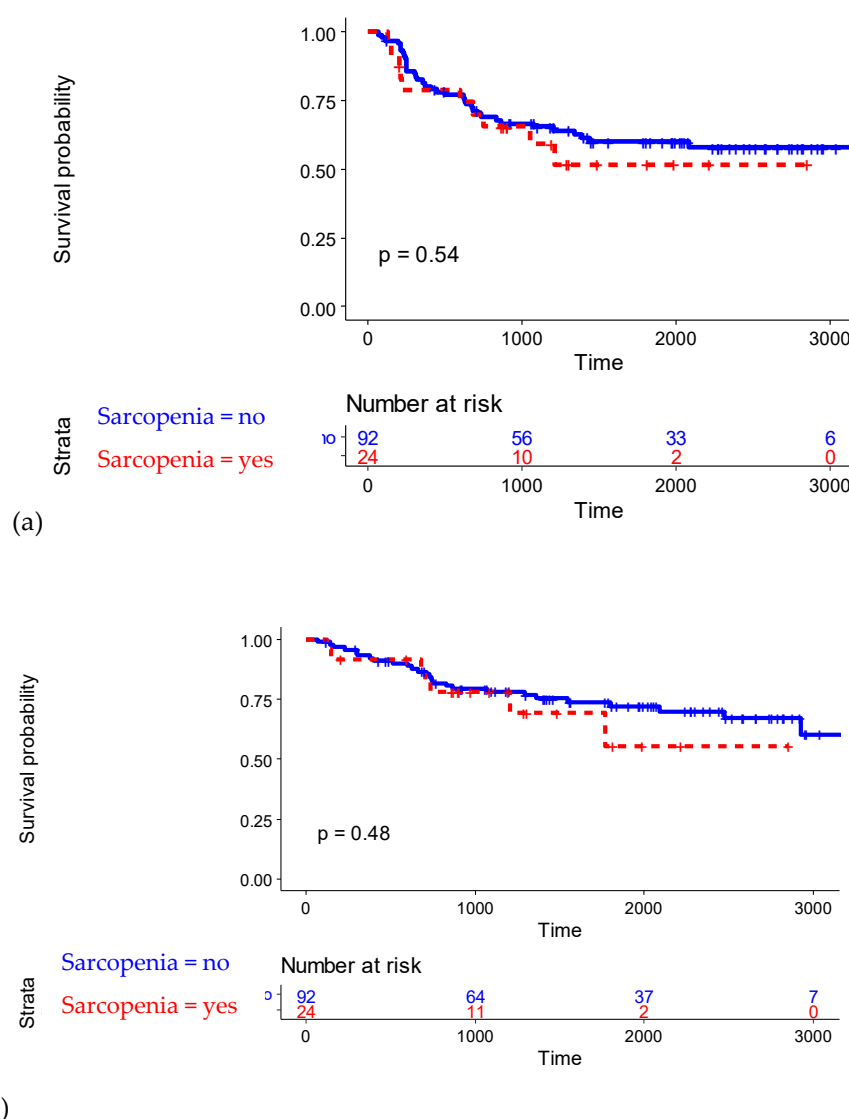 Survival probability
1.00
0.75
0.50
0.25
0.00
p = 0.54
0 1000 2000 3000
Time
Number at risk
Strata
Sarcopenia = no
Sarcopenia = yes
92 56 33 6
24 10 2 0
0 1000 2000 3000
Time
(a)
Survival probability
1.00
0.75
0.50
0.25
0.00
p = 0.48
0 1000 2000 3000
Time
Number at risk
Strata
Sarcopenia = no
Sarcopenia = yes
92 64 37 7
24 11 2 0
0 1000 2000 3000
Time
)